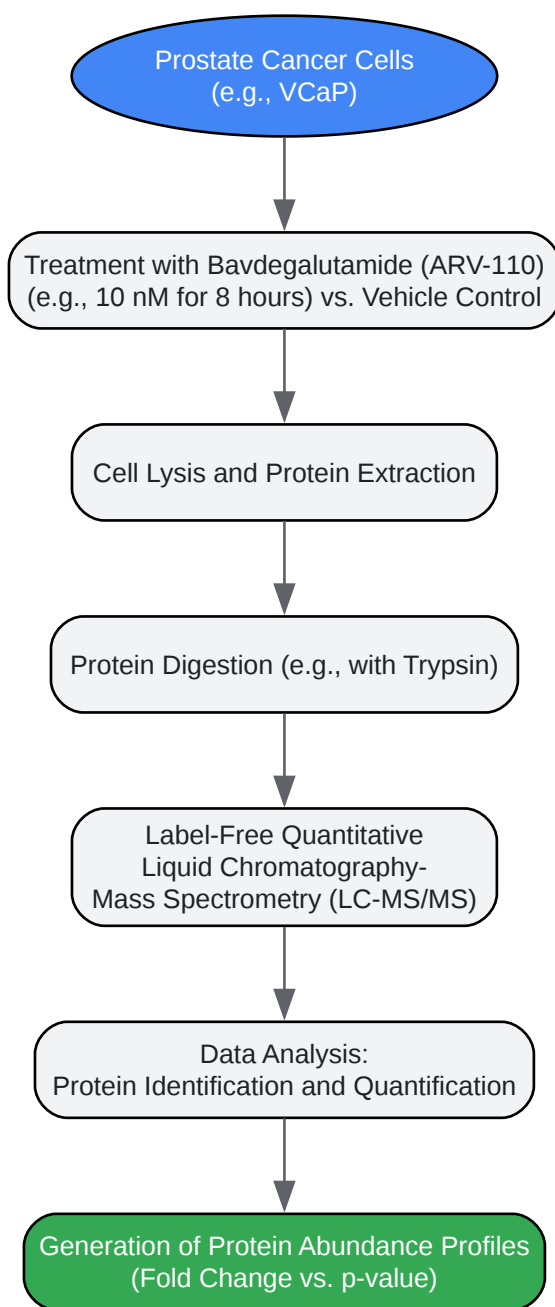 Prostate Cancer Cells
(e.g., VCaP)
Treatment with Bavdegalutamide (ARV-110)
(e.g., 10 nM for 8 hours) vs. Vehicle Control
Cell Lysis and Protein Extraction
Protein Digestion (e.g., with Trypsin)
Label-Free Quantitative
Liquid Chromatography-
Mass Spectrometry (LC-MS/MS)
Data Analysis:
Protein Identification and Quantification
Generation of Protein Abundance Profiles
(Fold Change vs. p-value)